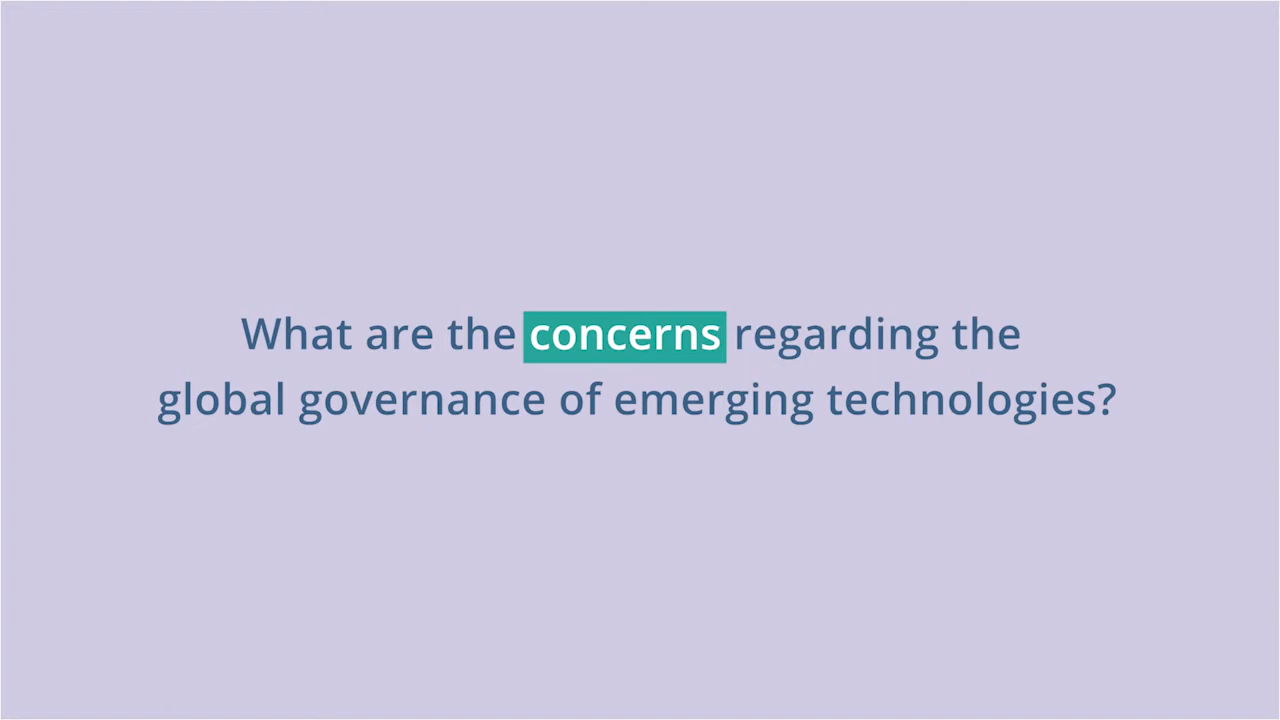 What are the concerns regarding the
global governance of emerging technologies?